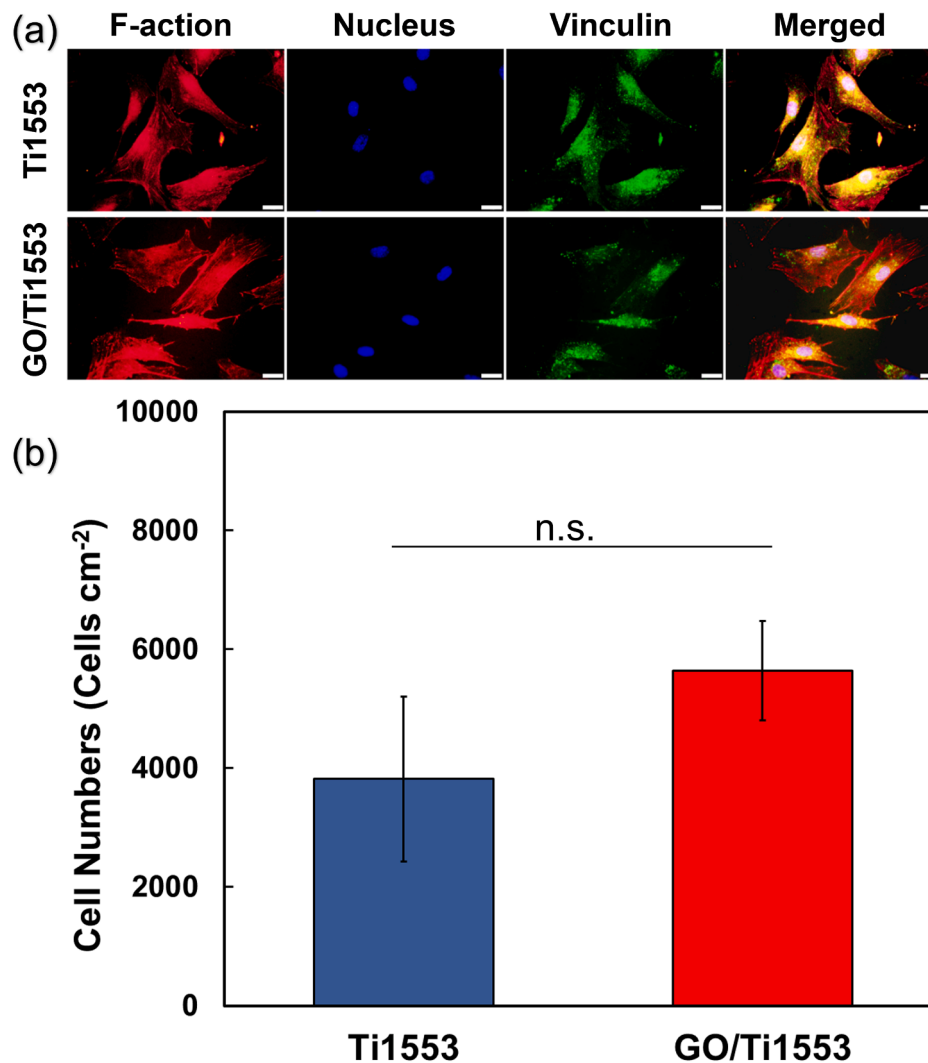 (a)
F-action Nucleus Vinculin Merged
Ti1553
GO/Ti1553
(b)
10000
8000
6000
4000
2000
0
Cell Numbers (Cells cm-2)
n.s.
Ti1553 GO/Ti1553